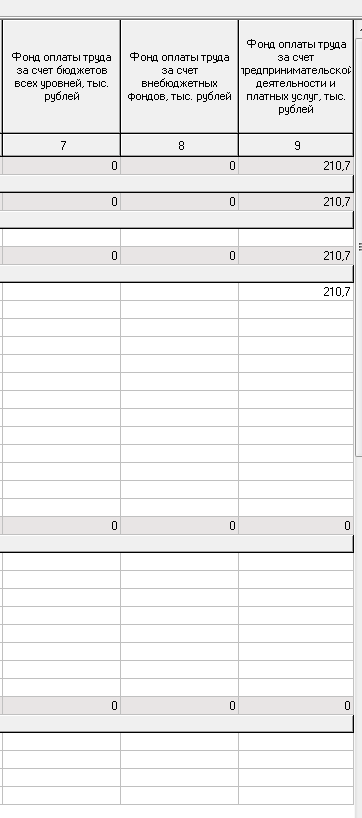 Фонд оплаты труда
за счет бюджетов
всех уровней, тыс.
рублей
Фонд оплаты труда
за счет
внебюджетных
фондов, тыс. рублей
Фонд оплаты труда
за счет
предпринимательской
деятельности и
платных услуг, тыс.
рублей
7 8 9
0 0 210,7
0 0 210,7
0 0 210,7
210,7
0 0 0
0 0 0